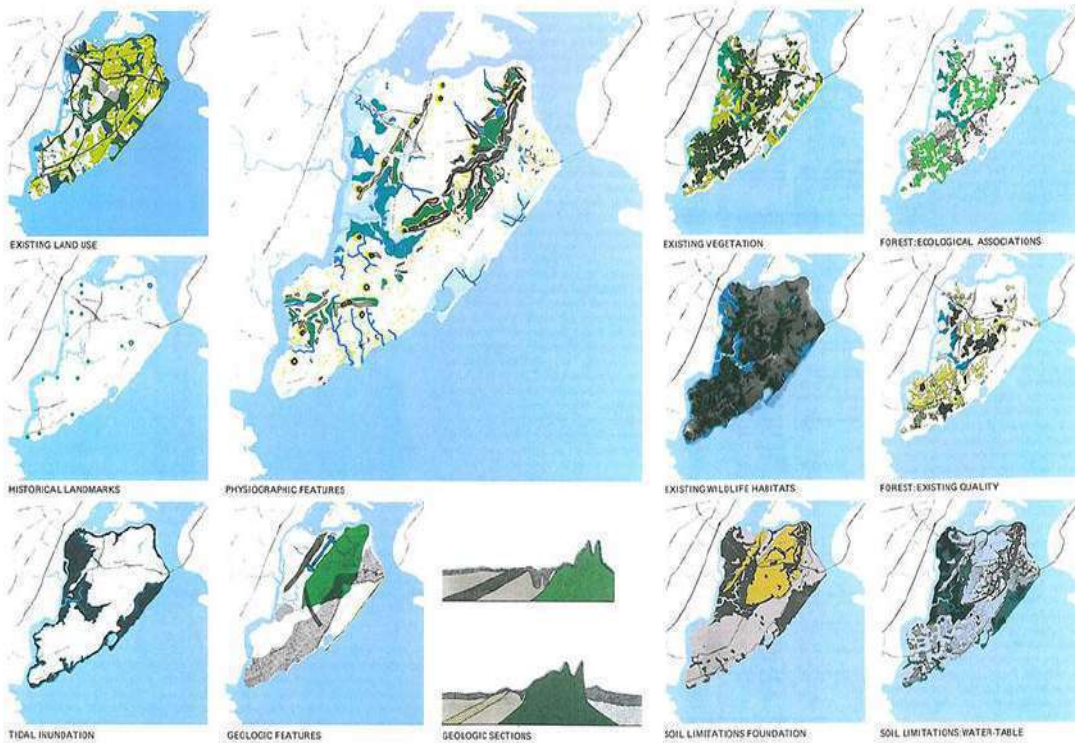 EXISTING LAND USE
EXISTING VEGETATION
FOREST: ECOLOGICAL ASSOCIATIONS
HISTORICAL LANDMARKS
PHYSIOGRAPHIC FEATURES
EXISTING WILDLIFE HABITATS
FOREST: EXISTING QUALITY
TIDAL INUNDATION
GEOLOGIC FEATURES
GEOLOGIC SECTIONS
SOIL LIMITATIONS FOUNDATION
SOIL LIMITATIONS: WATER-TABLE